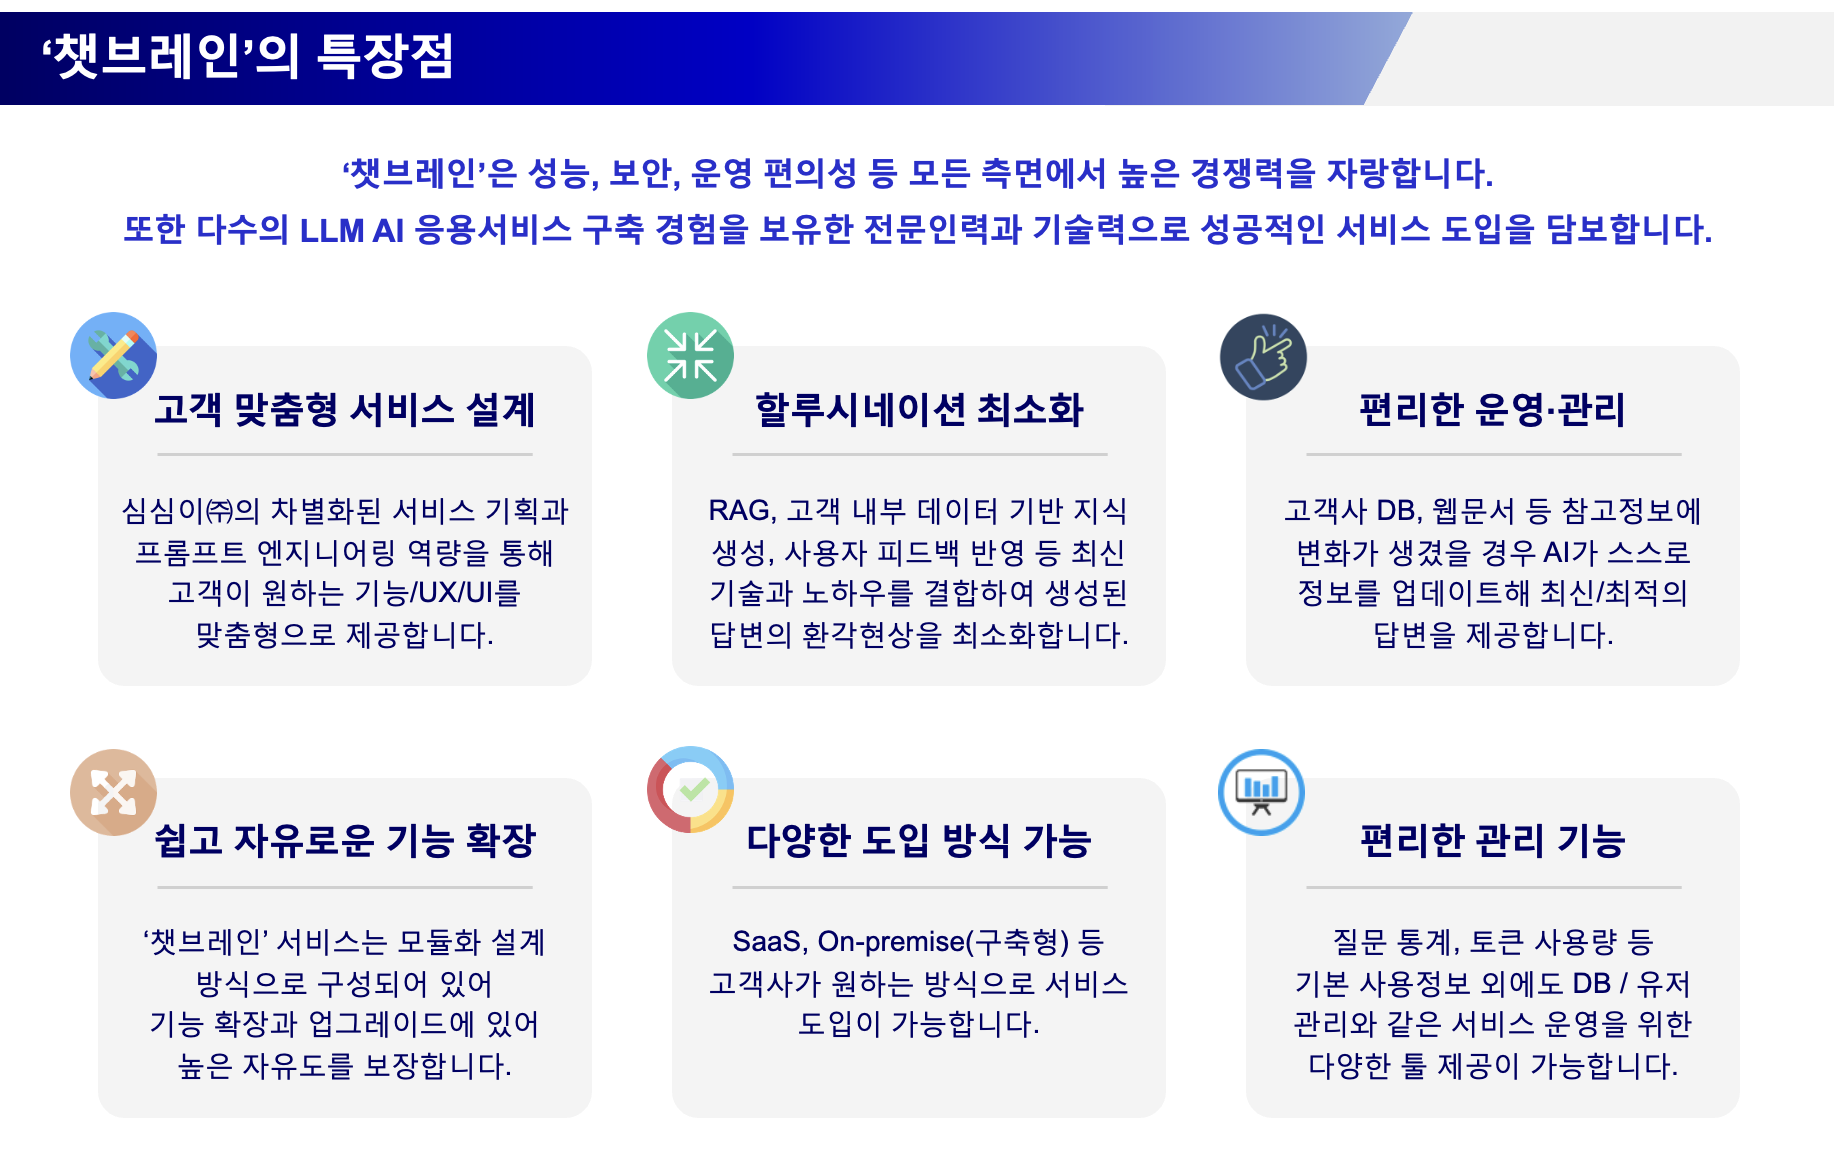 ‘챗브레인’의 특장점
‘챗브레인’은 성능, 보안, 운영 편의성 등 모든 측면에서 높은 경쟁력을 자랑합니다.
또한 다수의 LLM AI 응용서비스 구축 경험을 보유한 전문인력과 기술력으로 성공적인 서비스 도입을 담보합니다.
고객 맞춤형 서비스 설계
심심이㈜의 차별화된 서비스 기획과
프롬프트 엔지니어링 역량을 통해
고객이 원하는 기능/UX/UI를
맞춤형으로 제공합니다.
할루시네이션 최소화
RAG, 고객 내부 데이터 기반 지식
생성, 사용자 피드백 반영 등 최신
기술과 노하우를 결합하여 생성된
답변의 환각현상을 최소화합니다.
편리한 운영·관리
고객사 DB, 웹문서 등 참고정보에
변화가 생겼을 경우 AI가 스스로
정보를 업데이트해 최신/최적의
답변을 제공합니다.
쉽고 자유로운 기능 확장
‘챗브레인’ 서비스는 모듈화 설계
방식으로 구성되어 있어
기능 확장과 업그레이드에 있어
높은 자유도를 보장합니다.
다양한 도입 방식 가능
SaaS, On-premise(구축형) 등
고객사가 원하는 방식으로 서비스
도입이 가능합니다.
편리한 관리 기능
질문 통계, 토큰 사용량 등
기본 사용정보 외에도 DB / 유저
관리와 같은 서비스 운영을 위한
다양한 툴 제공이 가능합니다.